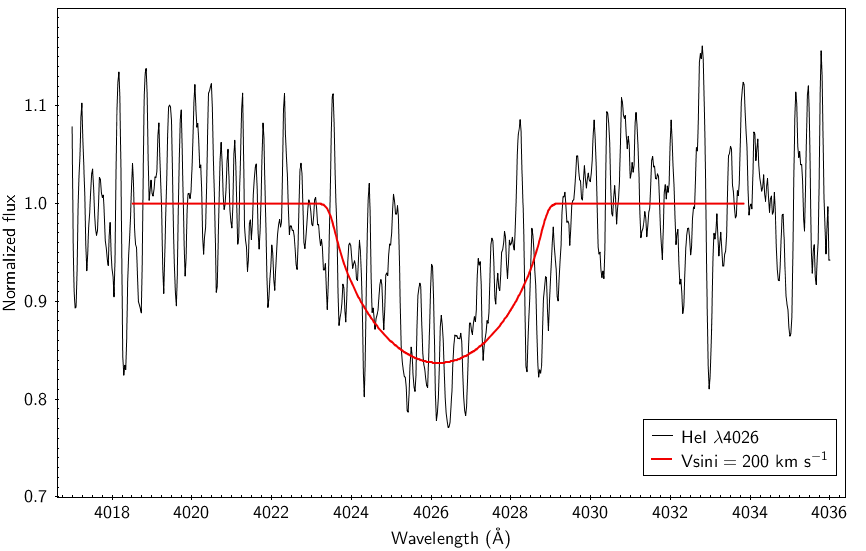 1.1
1.0
0.9
0.8
0.7
Normalized flux
HeI λ4026
Vsini = 200 km s⁻¹
4018 4020 4022 4024 4026 4028 4030 4032 4034 4036
Wavelength (Å)